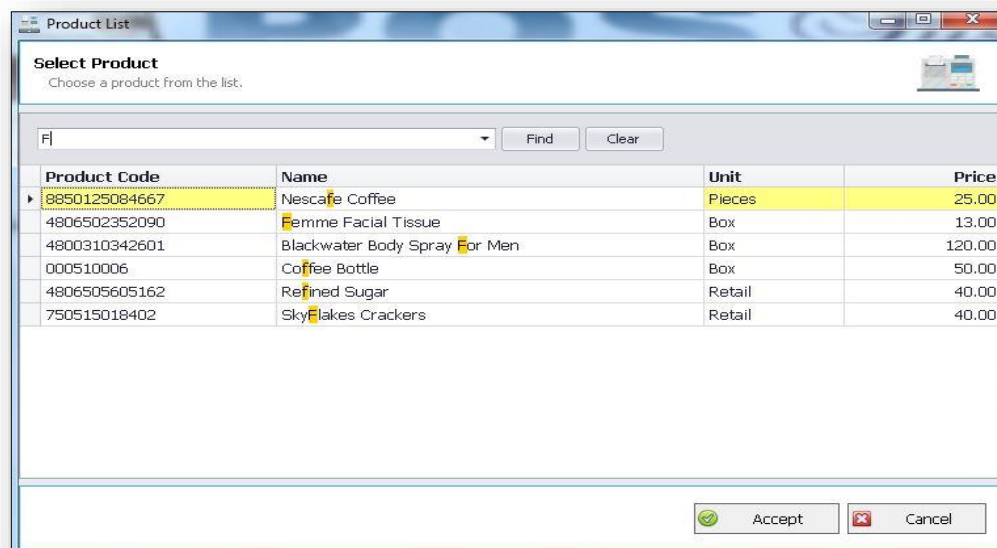 Product List
Select Product
Choose a product from the list.
F Find Clear
Product Code Name Unit Price
8850125084667 Nescafe Coffee Pieces 25.00
4806502352090 Femme Facial Tissue Box 13.00
4800310342601 Blackwater Body Spray For Men Box 120.00
000510006 Coffee Bottle Box 50.00
4806505605162 Refined Sugar Retail 40.00
750515018402 SkyFlakes Crackers Retail 40.00
Accept Cancel